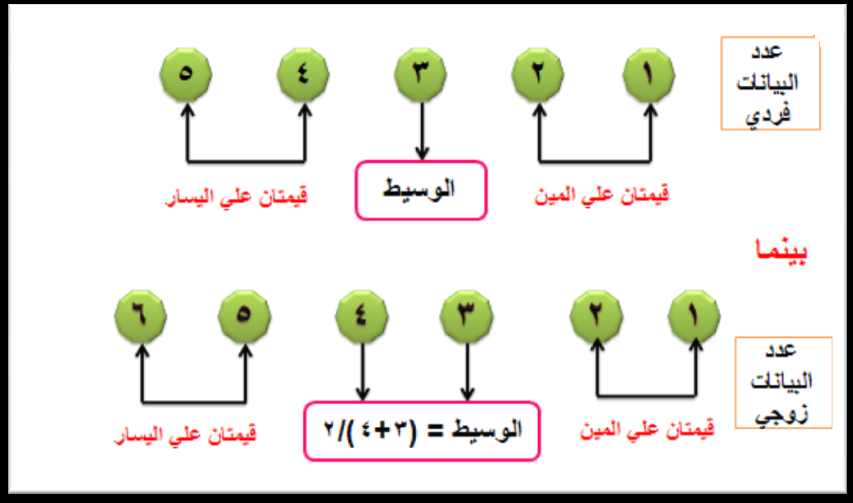 عدد
البيانات
فردي
١ ٢ ٣ ٤ ٥
قيمتان علي المين
الوسيط
قيمتان علي اليسار
بينما
عدد
البيانات
زوجي
١ ٢ ٣ ٤ ٥ ٦
قيمتان علي المين
الوسيط = (٣+٤)/٢
قيمتان علي اليسار